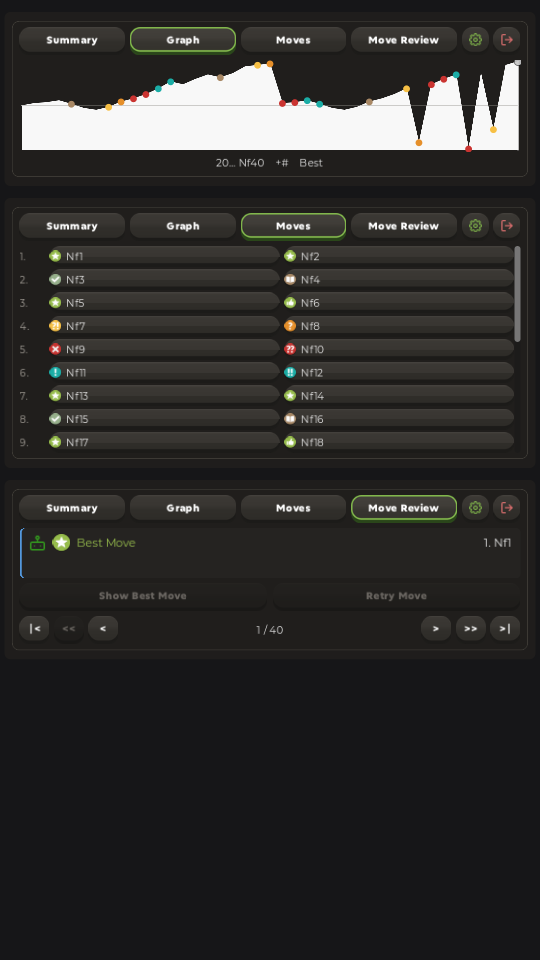 Summary Graph Moves Move Review
20... Nf40 +# Best
Summary Graph Moves Move Review
1. Nf1 Nf2
2. Nf3 Nf4
3. Nf5 Nf6
4. Nf7 Nf8
5. Nf9 Nf10
6. Nf11 Nf12
7. Nf13 Nf14
8. Nf15 Nf16
9. Nf17 Nf18
Summary Graph Moves Move Review
Best Move 1. Nf1
Show Best Move Retry Move
|< << < 1 / 40 > >> >|